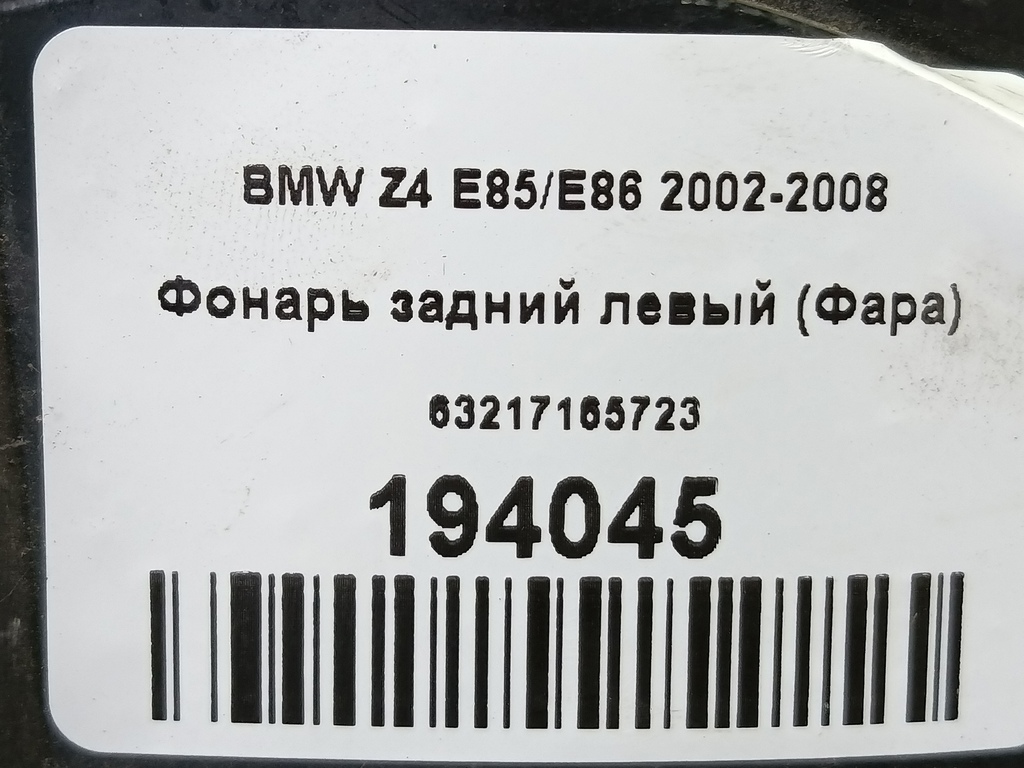 BMW Z4 E85/E86 2002-2008
Фонарь задний левый (Фара)
63217165723
194045